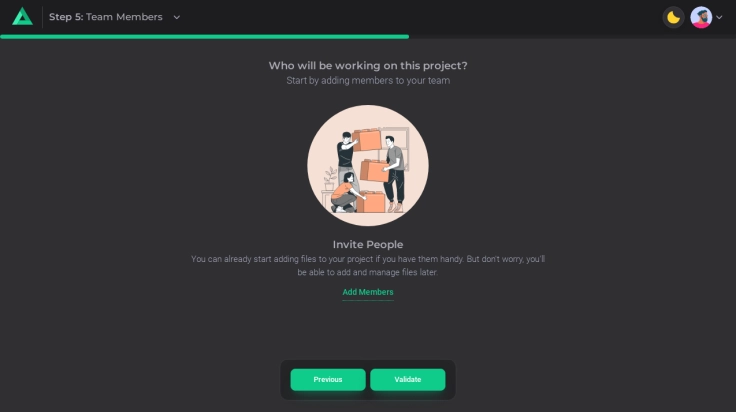 Step 5: Team Members
Who will be working on this project?
Start by adding members to your team
Invite People
You can already start adding files to your project if you have them handy. But don't worry, you'll
be able to add and manage files later.
Add Members
Previous
Validate